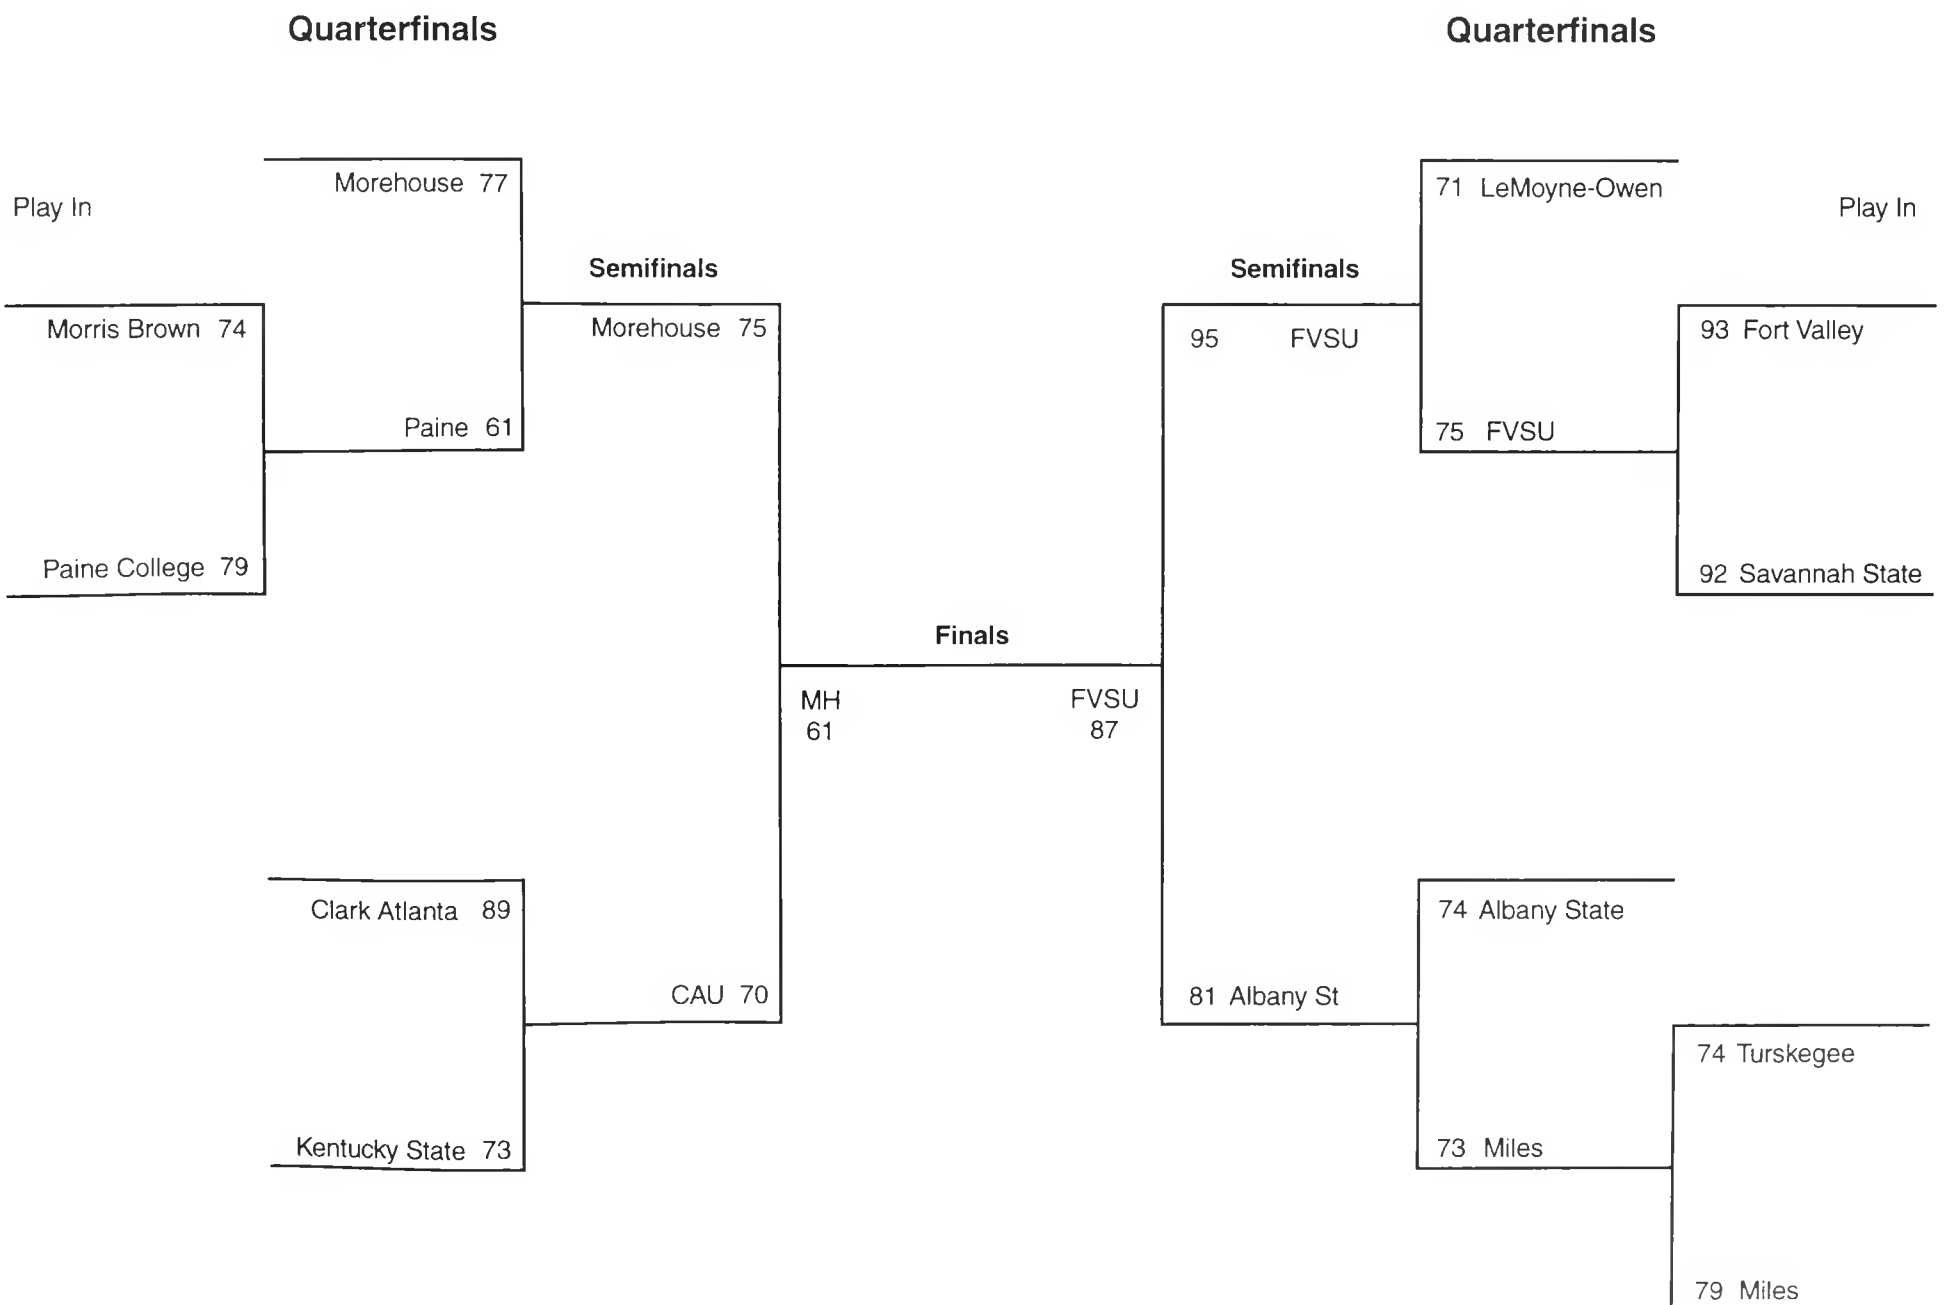 Quarterfinals
Quarterfinals
Play In
Morehouse 77
71 LeMoyne-Owen
Play In
Semifinals
Semifinals
Morris Brown 74
Morehouse 75
95 FVSU
93 Fort Valley
Paine 61
75 FVSU
Paine College 79
92 Savannah State
Finals
MH
61
FVSU
87
Clark Atlanta 89
74 Albany State
CAU 70
81 Albany St
74 Turskegee
Kentucky State 73
73 Miles
79 Miles